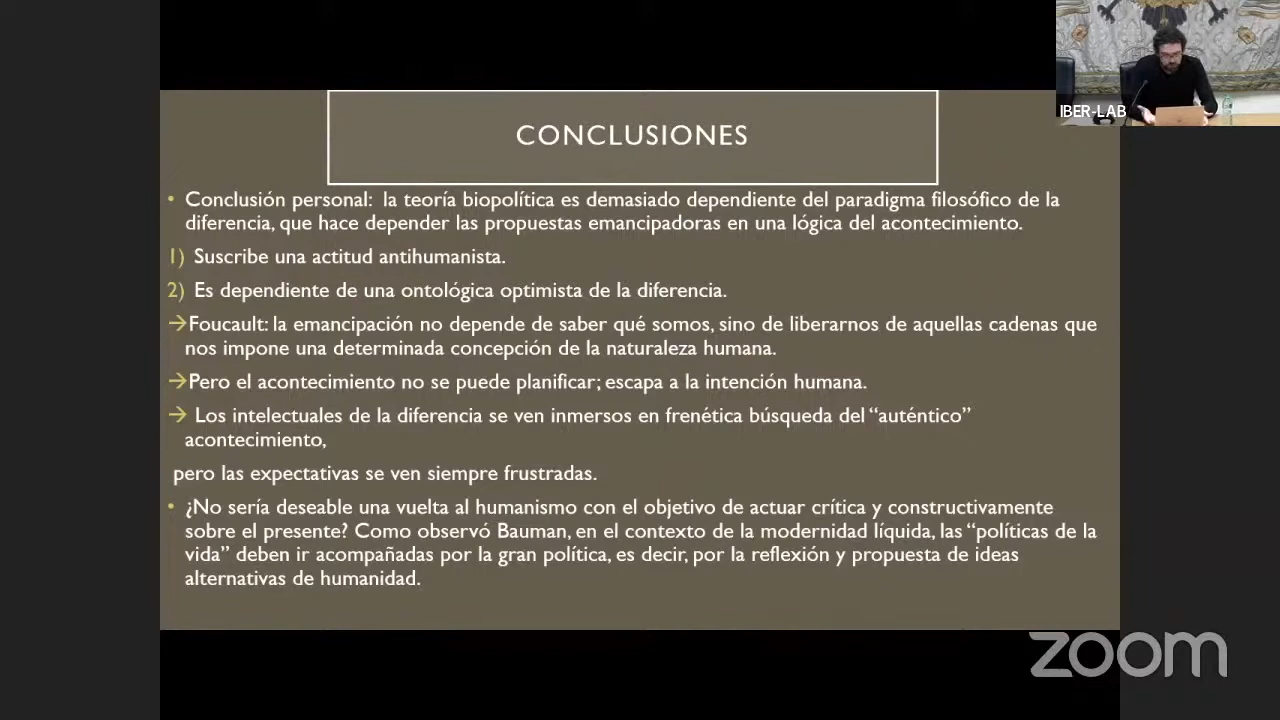 IBER-LAB
CONCLUSIONES
• Conclusión personal: la teoría biopolítica es demasiado dependiente del paradigma filosófico de la
diferencia, que hace depender las propuestas emancipadoras en una lógica del acontecimiento.
1) Suscribe una actitud antihumanista.
2) Es dependiente de una ontológica optimista de la diferencia.
→Foucault: la emancipación no depende de saber qué somos, sino de liberarnos de aquellas cadenas que
nos impone una determinada concepción de la naturaleza humana.
→Pero el acontecimiento no se puede planificar; escapa a la intención humana.
→ Los intelectuales de la diferencia se ven inmersos en frenética búsqueda del “auténtico”
acontecimiento,
pero las expectativas se ven siempre frustradas.
• ¿No sería deseable una vuelta al humanismo con el objetivo de actuar crítica y constructivamente
sobre el presente? Como observó Bauman, en el contexto de la modernidad líquida, las “políticas de la
vida” deben ir acompañadas por la gran política, es decir, por la reflexión y propuesta de ideas
alternativas de humanidad.
zoom